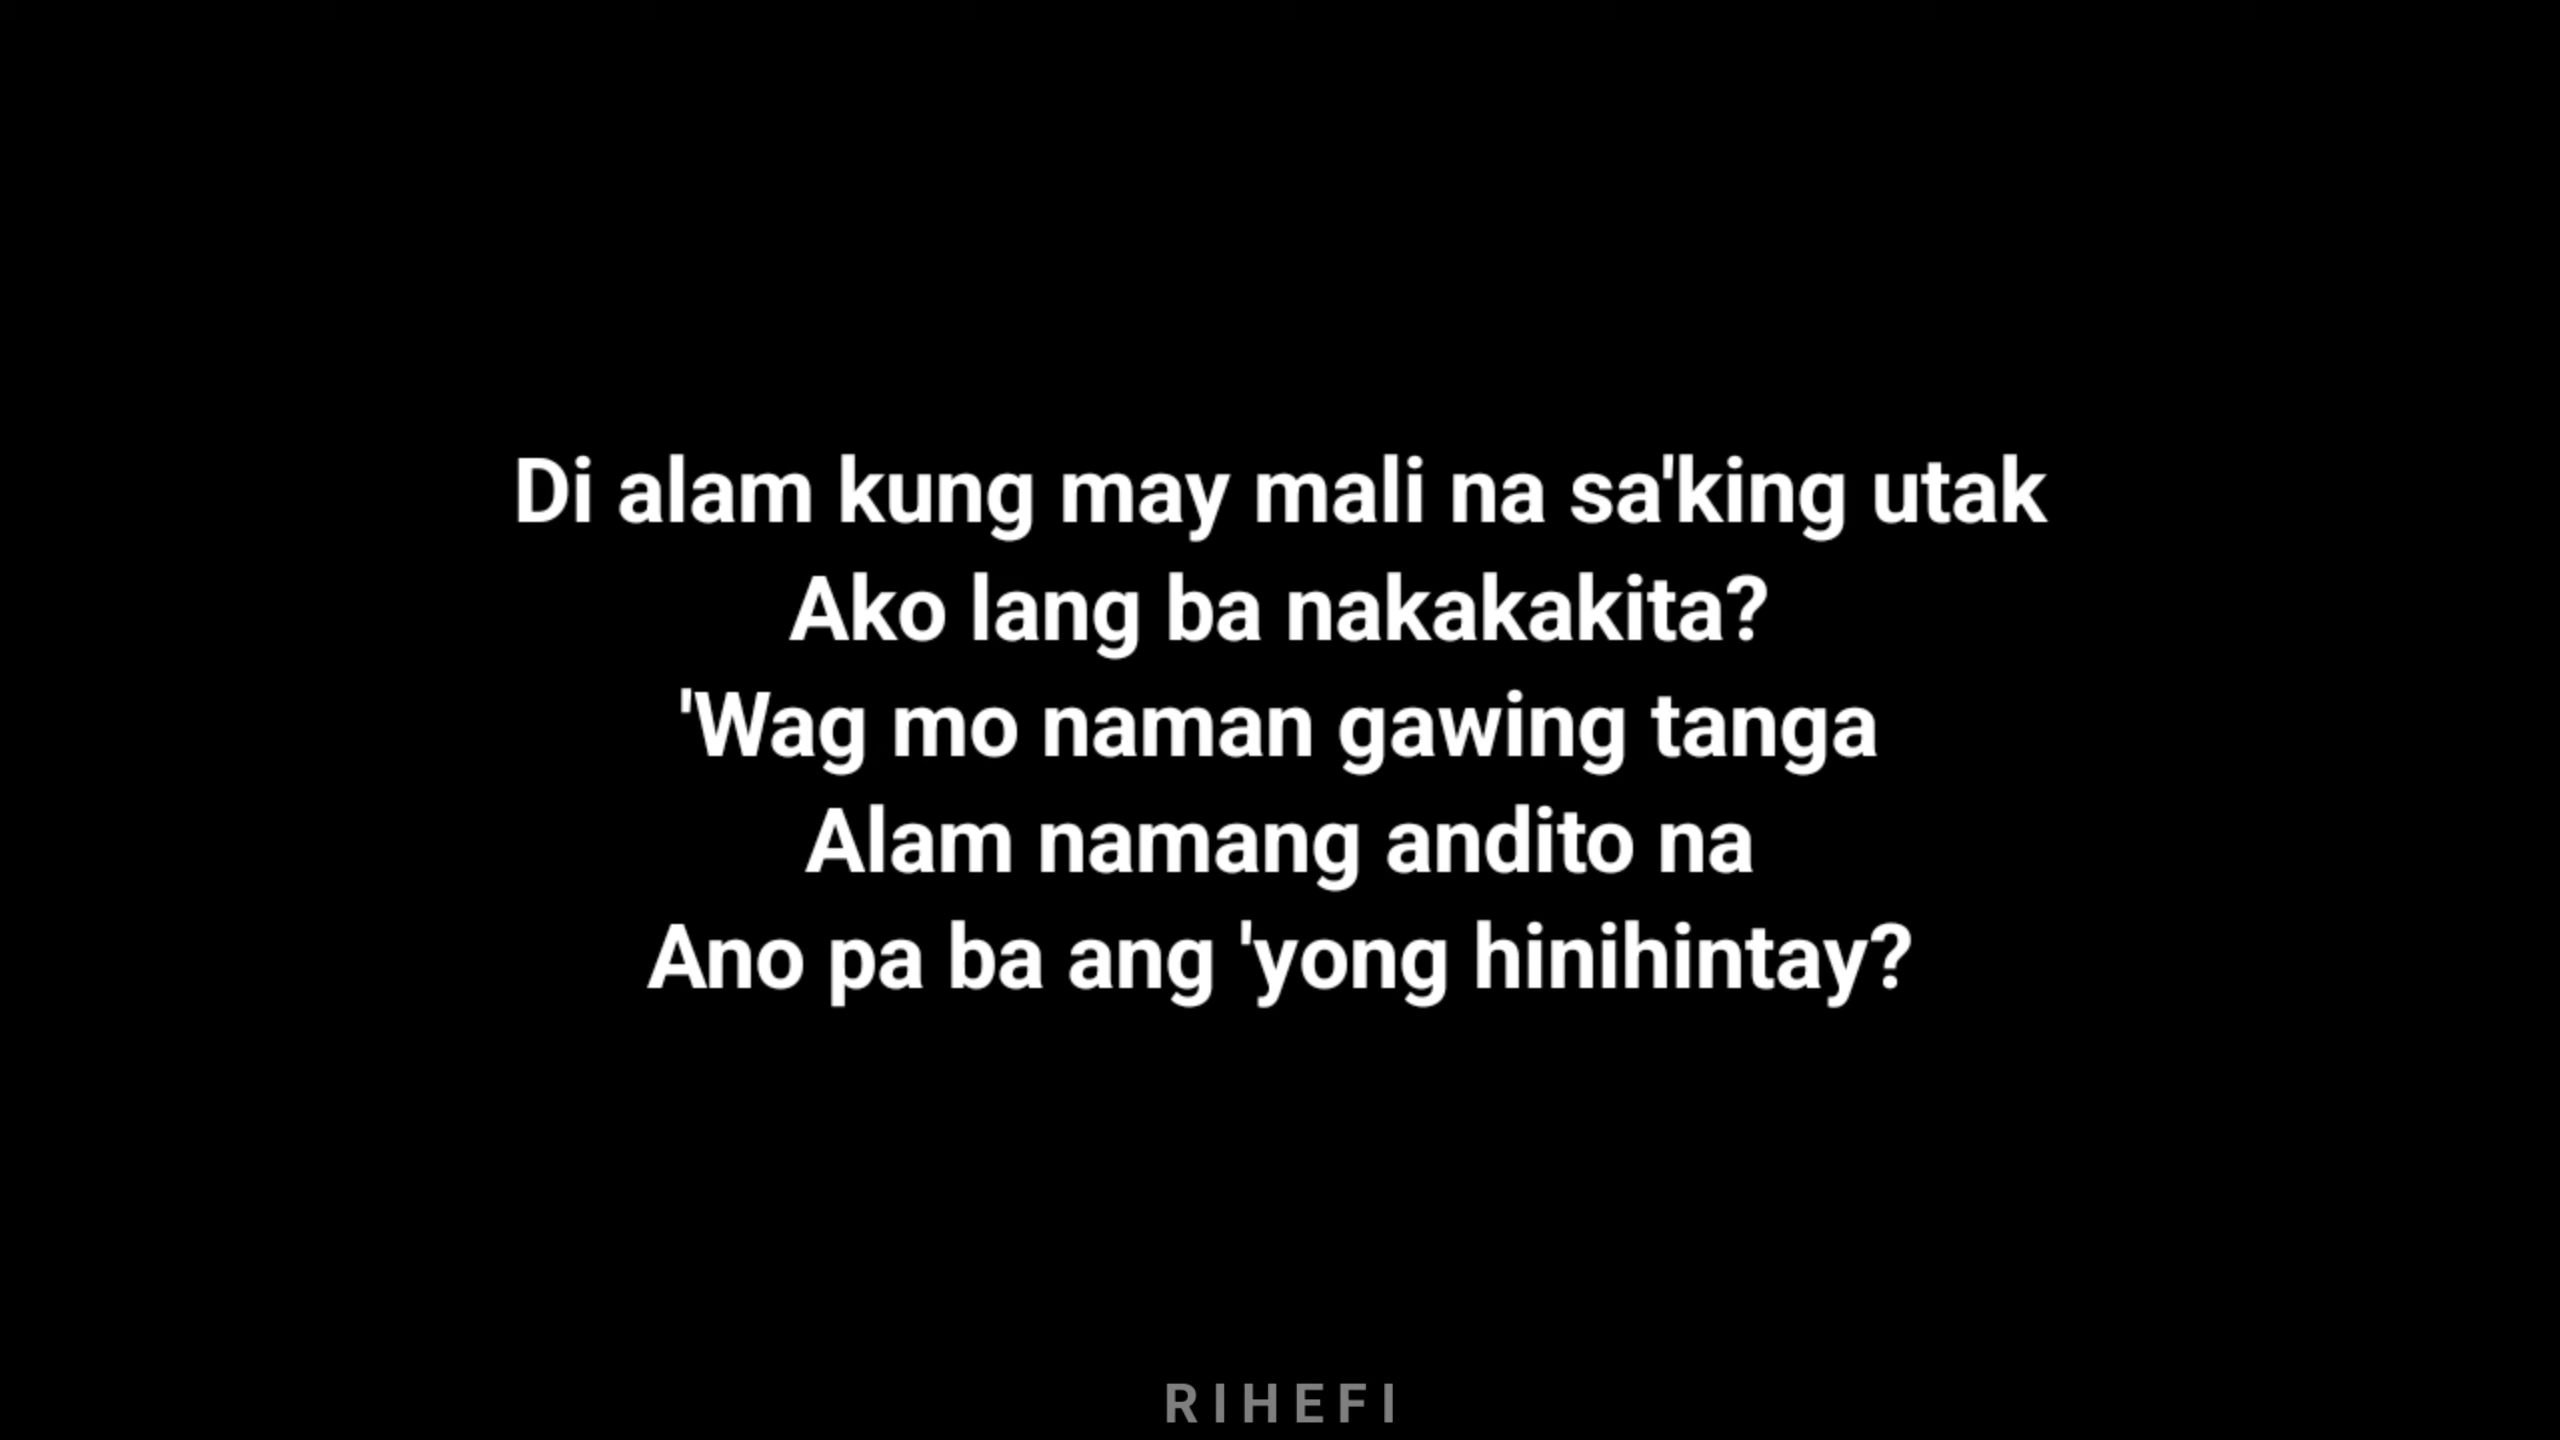 Di alam kung may mali na sa'king utak
Ako lang ba nakakakita?
'Wag mo naman gawing tanga
Alam namang andito na
Ano pa ba ang 'yong hinihintay?
RIHEFI